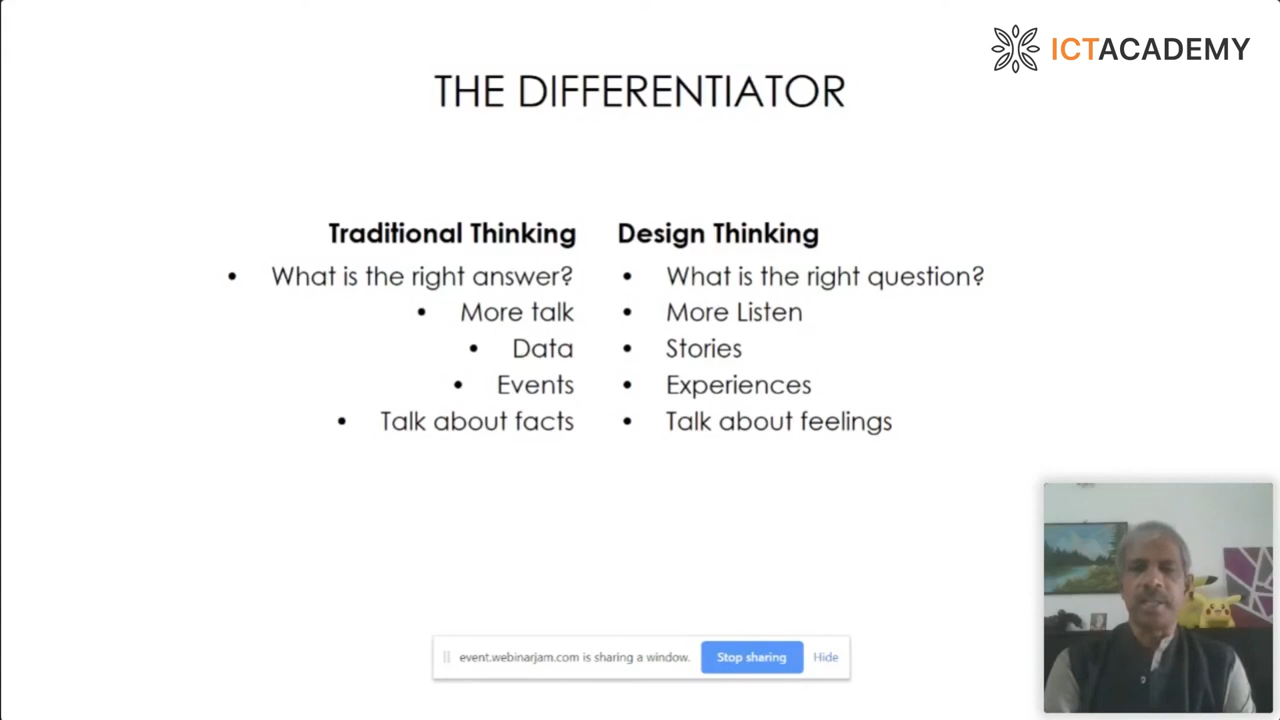 ICTACADEMY
THE DIFFERENTIATOR
Traditional Thinking
• What is the right answer?
• More talk
• Data
• Events
• Talk about facts
Design Thinking
• What is the right question?
• More Listen
• Stories
• Experiences
• Talk about feelings
event.webinarjam.com is sharing a window.
Stop sharing
Hide